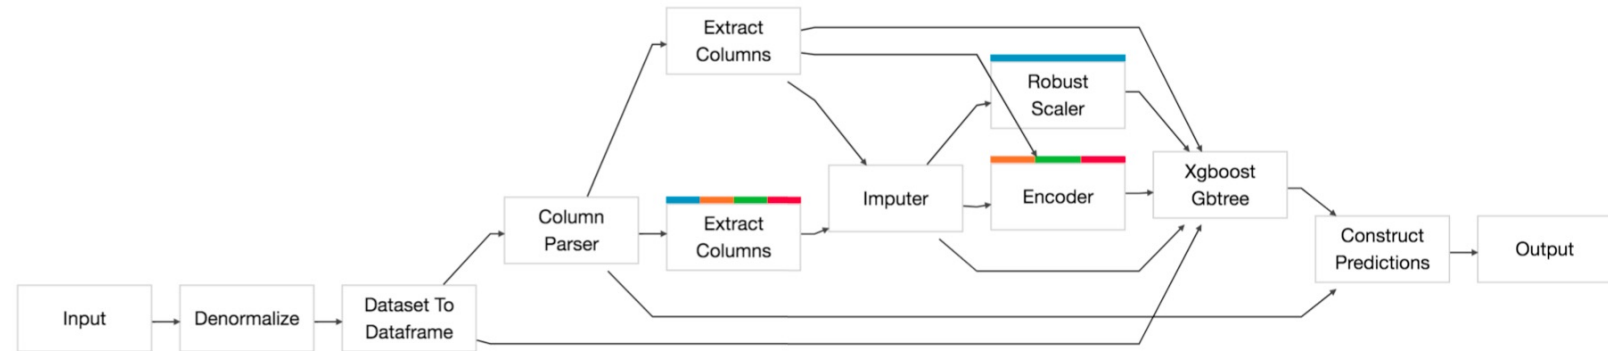 Input
Denormalize
Dataset To
Dataframe
Column
Parser
Extract
Columns
Extract
Columns
Imputer
Robust
Scaler
Encoder
Xgboost
Gbtree
Construct
Predictions
Output